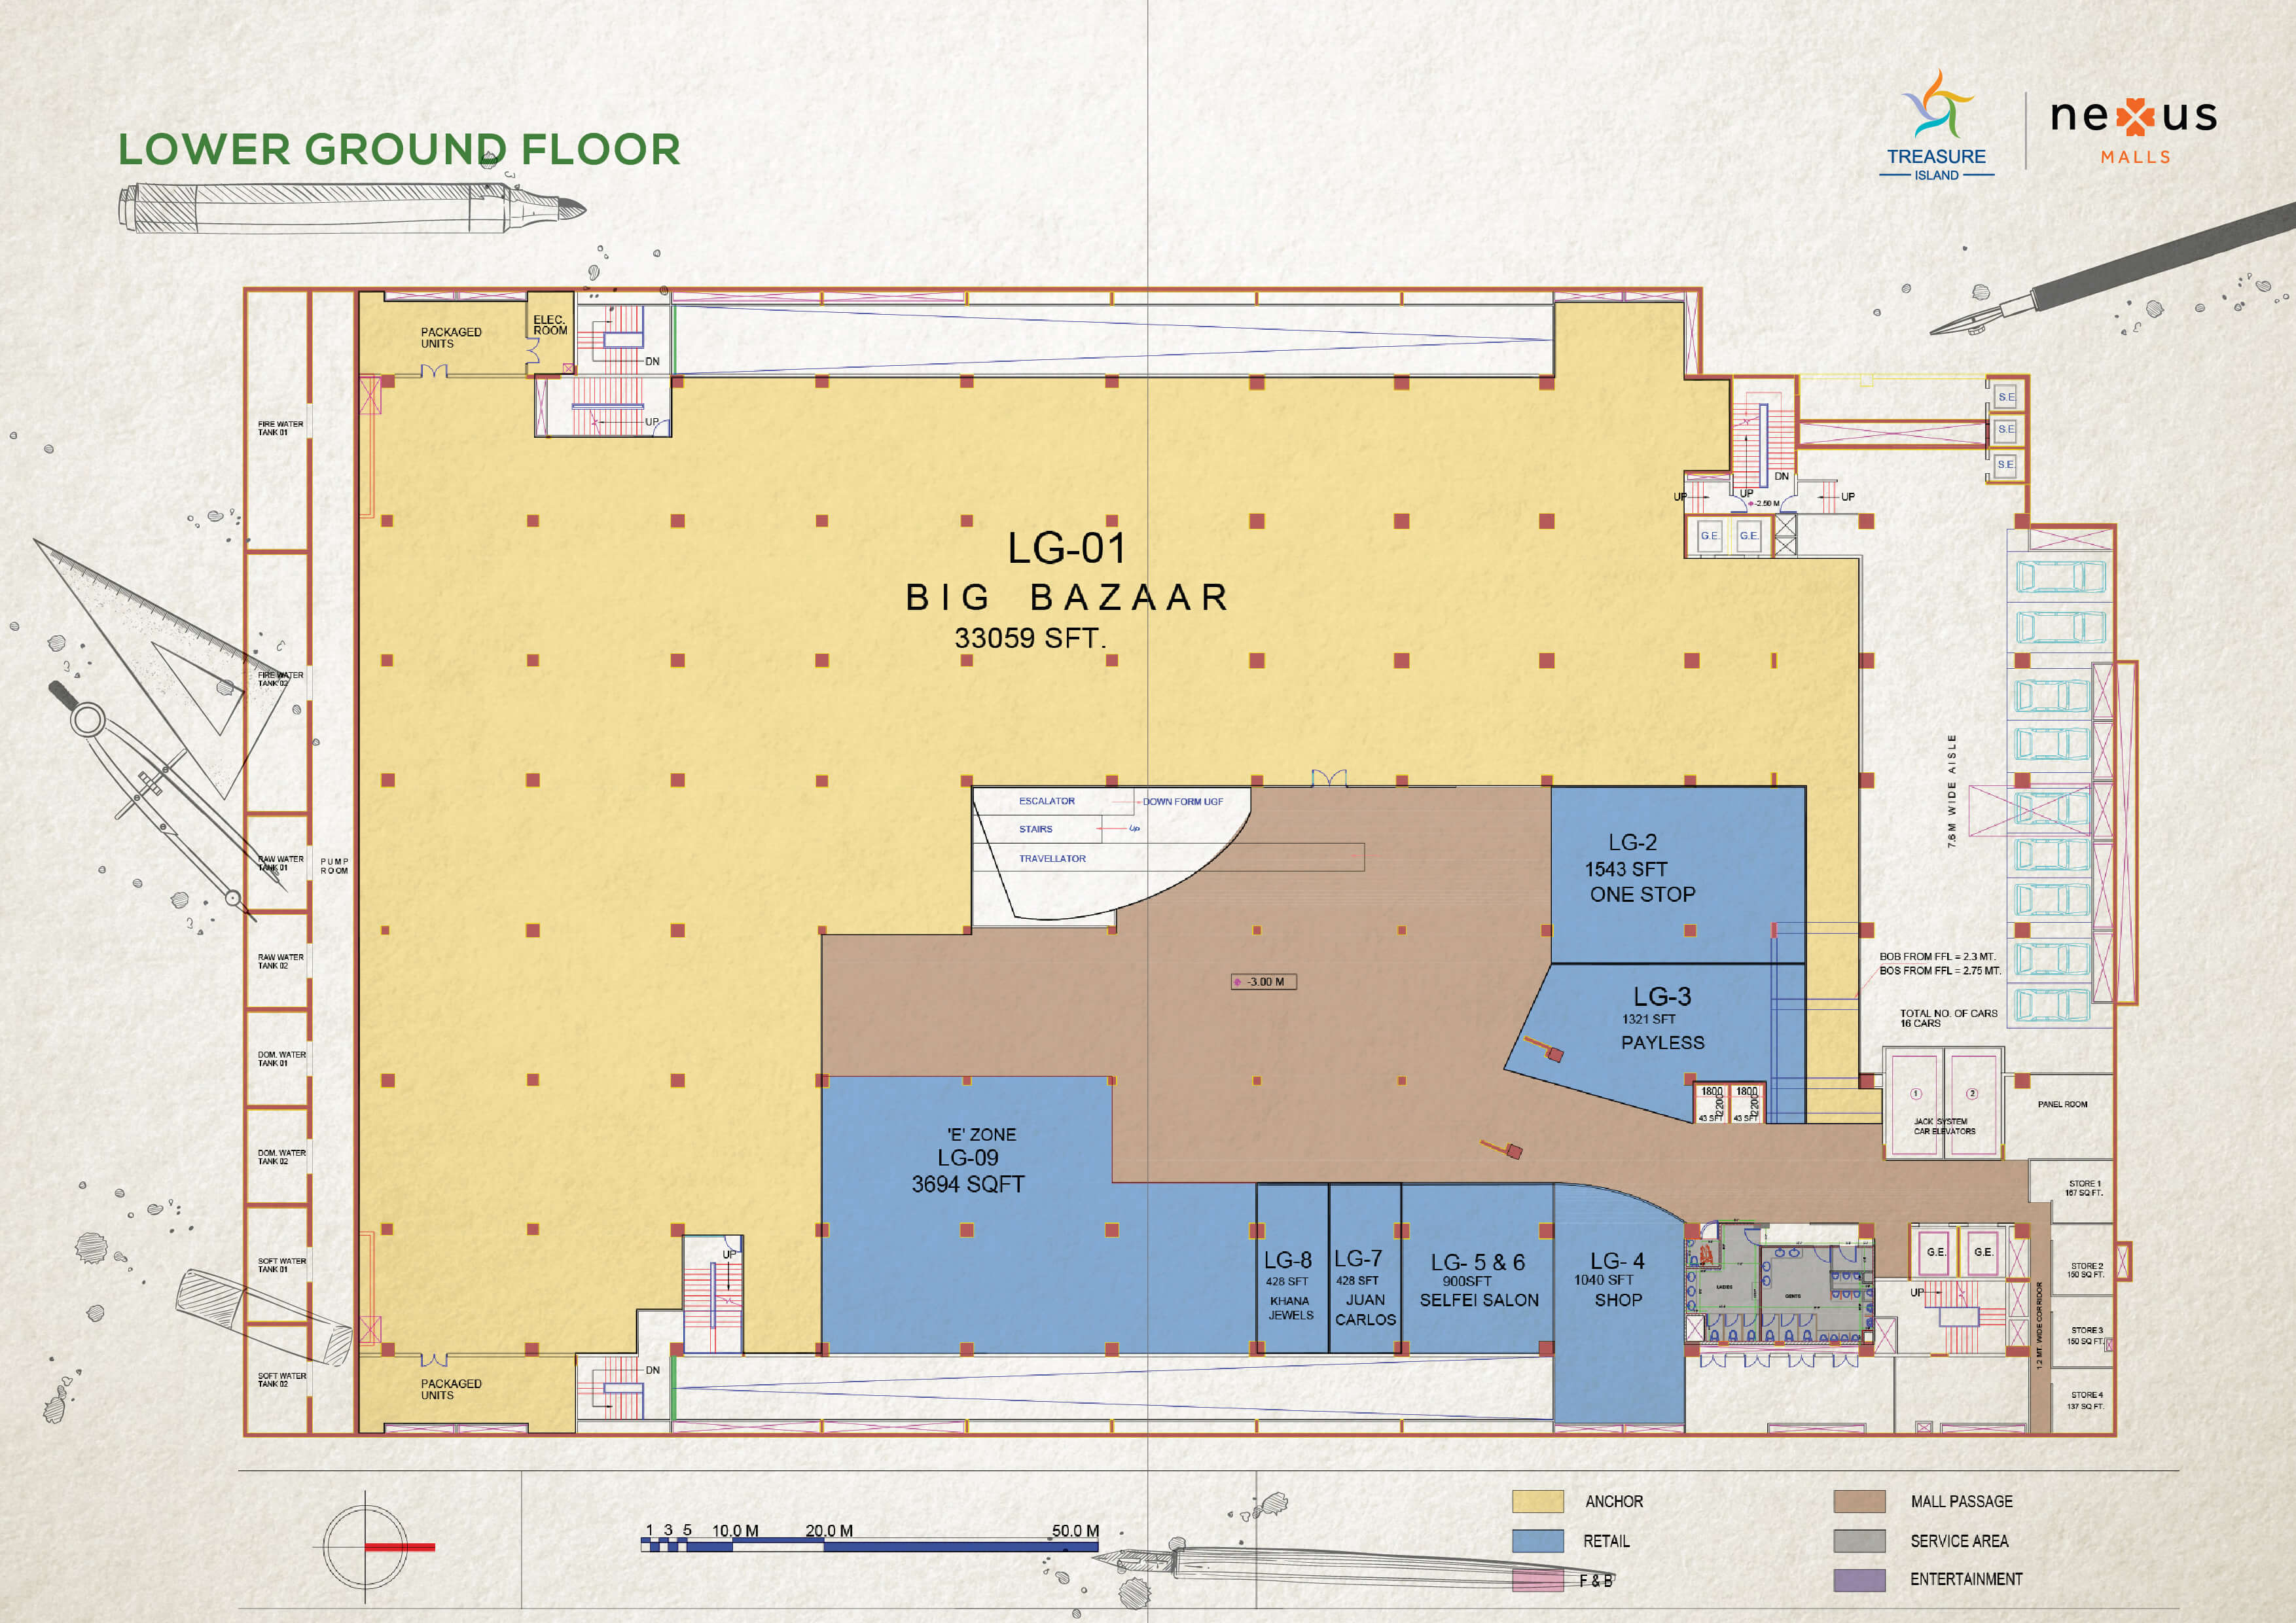 LOWER GROUND FLOOR
TREASURE
ISLAND
nexus
MALLS
PACKAGED
UNITS
ELEC.
ROOM
DN
UP
S.E
S.E
S.E
FIRE WATER
TANK 01
DN
UP
UP
UP
-2.50 M
G.E.
G.E.
LG-01
BIG BAZAAR
33059 SFT.
FIRE WATER
TANK 02
7.6 M WIDE AISLE
ESCALATOR
DOWN FORM UGF
STAIRS
Up
TRAVELLATOR
RAW WATER
TANK 01
PUMP
ROOM
LG-2
1543 SFT
ONE STOP
RAW WATER
TANK 02
BOB FROM FFL = 2.3 MT.
BOS FROM FFL = 2.75 MT.
-3.00 M
LG-3
1321 SFT
PAYLESS
TOTAL NO. OF CARS
16 CARS
DOM. WATER
TANK 01
1800
1800
2200
2200
43 SFT
43 SFT
1
2
JACK SYSTEM
CAR ELEVATORS
PANEL ROOM
'E' ZONE
LG-09
3694 SQFT
DOM. WATER
TANK 02
STORE 1
167 SQ FT.
UP
LG-8
428 SFT
KHANA
JEWELS
LG-7
428 SFT
JUAN
CARLOS
LG- 5 & 6
900SFT
SELFEI SALON
LG- 4
1040 SFT
SHOP
LADIES
GENTS
G.E.
G.E.
UP
1.2 MT. WIDE CORRIDOR
STORE 2
150 SQ FT.
SOFT WATER
TANK 01
STORE 3
150 SQ FT.
SOFT WATER
TANK 02
PACKAGED
UNITS
DN
STORE 4
137 SQ FT.
1 3 5 10.0 M 20.0 M 50.0 M
ANCHOR
RETAIL
F & B
MALL PASSAGE
SERVICE AREA
ENTERTAINMENT